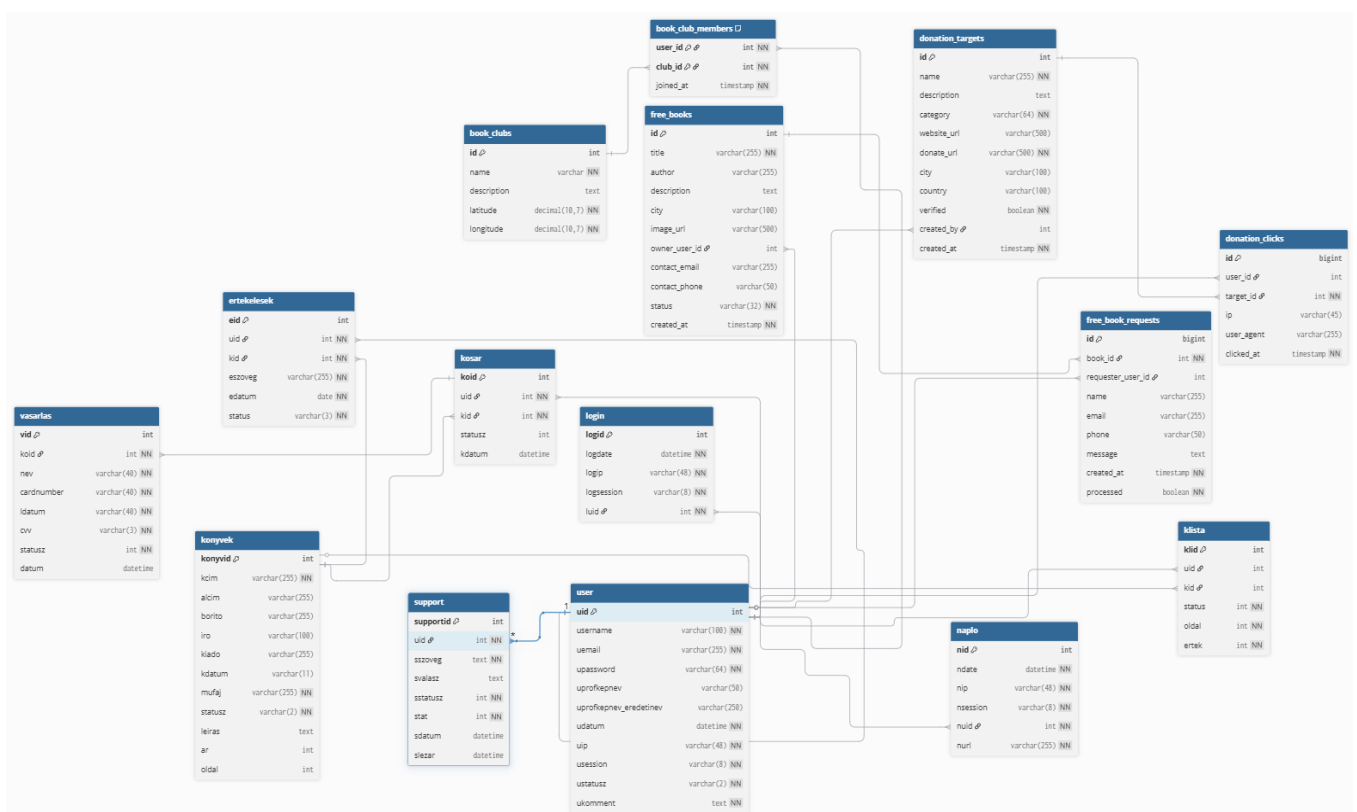 book_club_members
user_id int NN
club_id int NN
joined_at timestamp NN
donation_targets
id int
name varchar(255) NN
description text
category varchar(64) NN
website_url varchar(500)
donate_url varchar(500) NN
city varchar(100)
country varchar(100)
verified boolean NN
created_by int
created_at timestamp NN
free_books
id int
title varchar(255) NN
author varchar(255)
description text
city varchar(100)
image_url varchar(500)
owner_user_id int
contact_email varchar(255)
contact_phone varchar(50)
status varchar(32) NN
created_at timestamp NN
book_clubs
id int
name varchar NN
description text
latitude decimal(10,7) NN
longitude decimal(10,7) NN
donation_clicks
id bigint
user_id int
target_id int NN
ip varchar(45)
user_agent varchar(255)
clicked_at timestamp NN
ertekelesek
eid int
uid int NN
kid int NN
eszoveg varchar(255) NN
edatum date NN
status varchar(3) NN
free_book_requests
id bigint
book_id int NN
requester_user_id int
name varchar(255)
email varchar(255)
phone varchar(50)
message text
created_at timestamp NN
processed boolean NN
kosar
koid int
uid int NN
kid int NN
statusz int
kdatum datetime
vasarlas
vid int
koid int NN
nev varchar(40) NN
cardnumber varchar(40) NN
ldatum varchar(40) NN
cvv varchar(3) NN
statusz int NN
datum datetime
login
logid int
logdate datetime NN
logip varchar(48) NN
logsession varchar(8) NN
luid int NN
klista
klid int
uid int
kid int
status int NN
oldal int NN
ertek int NN
konyvek
konyvid int
kcim varchar(255) NN
alcim varchar(255)
borito varchar(255)
iro varchar(100)
kiado varchar(255)
kdatum varchar(11)
mufaj varchar(255) NN
statusz varchar(2) NN
leiras text
ar int
oldal int
support
supportid int
uid int NN
sszoveg text NN
svalasz text
sstatusz int NN
stat int NN
sdatum datetime
slezar datetime
*
1
user
uid int
username varchar(100) NN
uemail varchar(255) NN
upassword varchar(64) NN
uprofkepnev varchar(50)
uprofkepnev_eredetinev varchar(250)
udatum datetime NN
uip varchar(48) NN
usession varchar(8) NN
ustatusz varchar(2) NN
ukomment text NN
naplo
nid int
ndate datetime NN
nip varchar(48) NN
nsession varchar(8) NN
nuid int NN
nurl varchar(255) NN